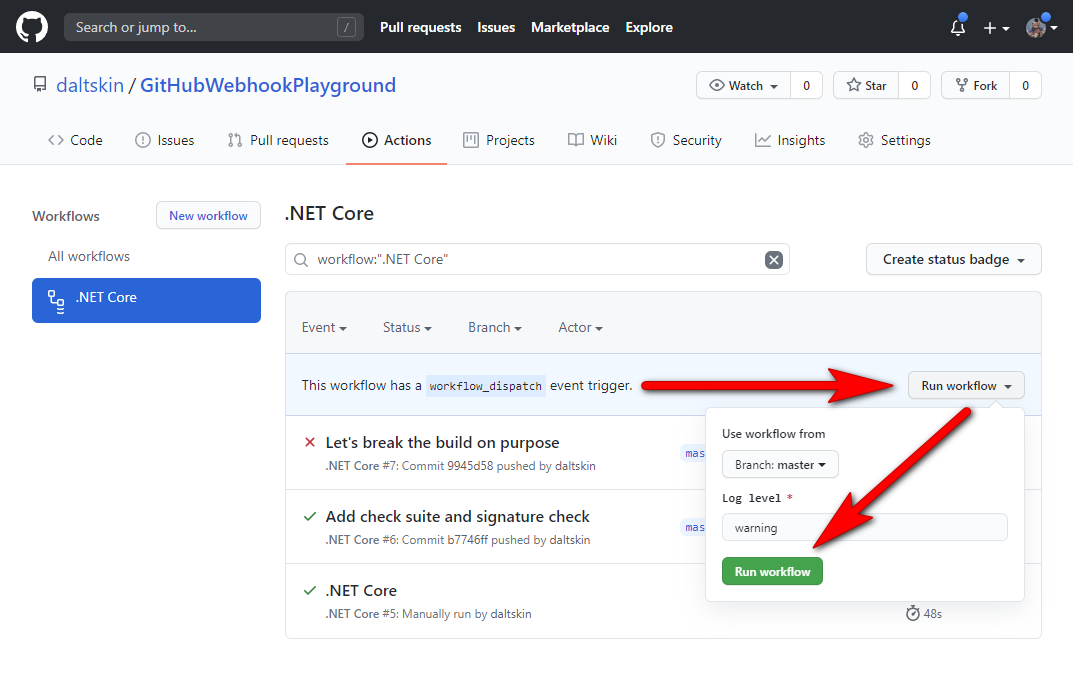 Search or jump to... / Pull requests Issues Marketplace Explore
daltskin / GitHubWebhookPlayground Watch 0 Star 0 Fork 0
Code Issues Pull requests Actions Projects Wiki Security Insights Settings
Workflows New workflow
All workflows
.NET Core
.NET Core
workflow:".NET Core" Create status badge
Event Status Branch Actor
This workflow has a workflow_dispatch event trigger. Run workflow
Use workflow from
Branch: master
Log level *
warning
Run workflow
Let's break the build on purpose
.NET Core #7: Commit 9945d58 pushed by daltskin
mas
Add check suite and signature check
.NET Core #6: Commit b7746ff pushed by daltskin
mas
.NET Core
.NET Core #5: Manually run by daltskin
48s